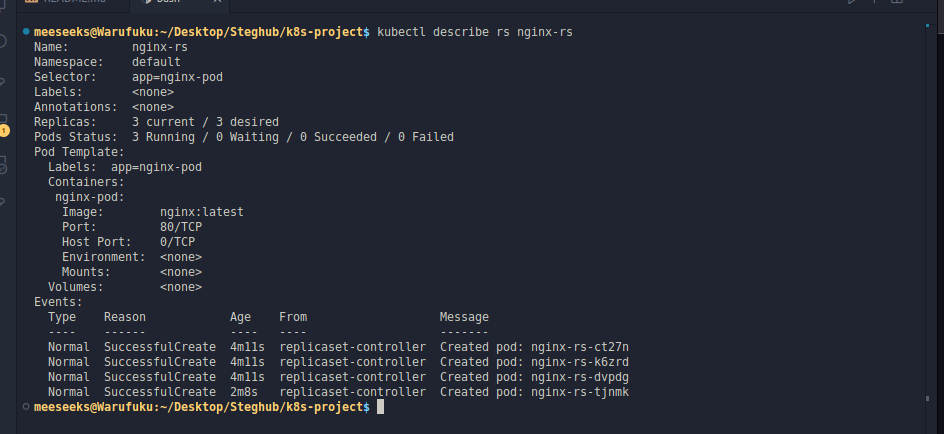 README.md
bash
meeseeks@Warufuku:~/Desktop/Steghub/k8s-project$ kubectl describe rs nginx-rs
Name:         nginx-rs
Namespace:    default
Selector:     app=nginx-pod
Labels:       <none>
Annotations:  <none>
Replicas:     3 current / 3 desired
Pods Status:  3 Running / 0 Waiting / 0 Succeeded / 0 Failed
Pod Template:
  Labels:  app=nginx-pod
  Containers:
   nginx-pod:
    Image:        nginx:latest
    Port:         80/TCP
    Host Port:    0/TCP
    Environment:  <none>
    Mounts:       <none>
  Volumes:        <none>
Events:
  Type    Reason            Age    From                   Message
  ----    ------            ----   ----                   -------
  Normal  SuccessfulCreate  4m11s  replicaset-controller  Created pod: nginx-rs-ct27n
  Normal  SuccessfulCreate  4m11s  replicaset-controller  Created pod: nginx-rs-k6zrd
  Normal  SuccessfulCreate  4m11s  replicaset-controller  Created pod: nginx-rs-dvpdg
  Normal  SuccessfulCreate  2m8s   replicaset-controller  Created pod: nginx-rs-tjnmk
meeseeks@Warufuku:~/Desktop/Steghub/k8s-project$
1